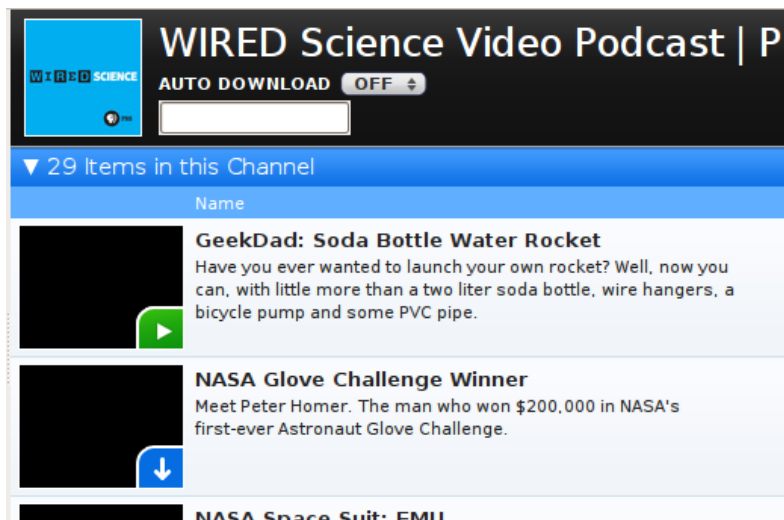 WIRED Science Video Podcast | P
WIRED SCIENCE
AUTO DOWNLOAD OFF
PBS
▼ 29 Items in this Channel
Name
GeekDad: Soda Bottle Water Rocket
Have you ever wanted to launch your own rocket? Well, now you
can, with little more than a two liter soda bottle, wire hangers, a
bicycle pump and some PVC pipe.
NASA Glove Challenge Winner
Meet Peter Homer. The man who won $200,000 in NASA's
first-ever Astronaut Glove Challenge.
NASA Space Suit: EMU